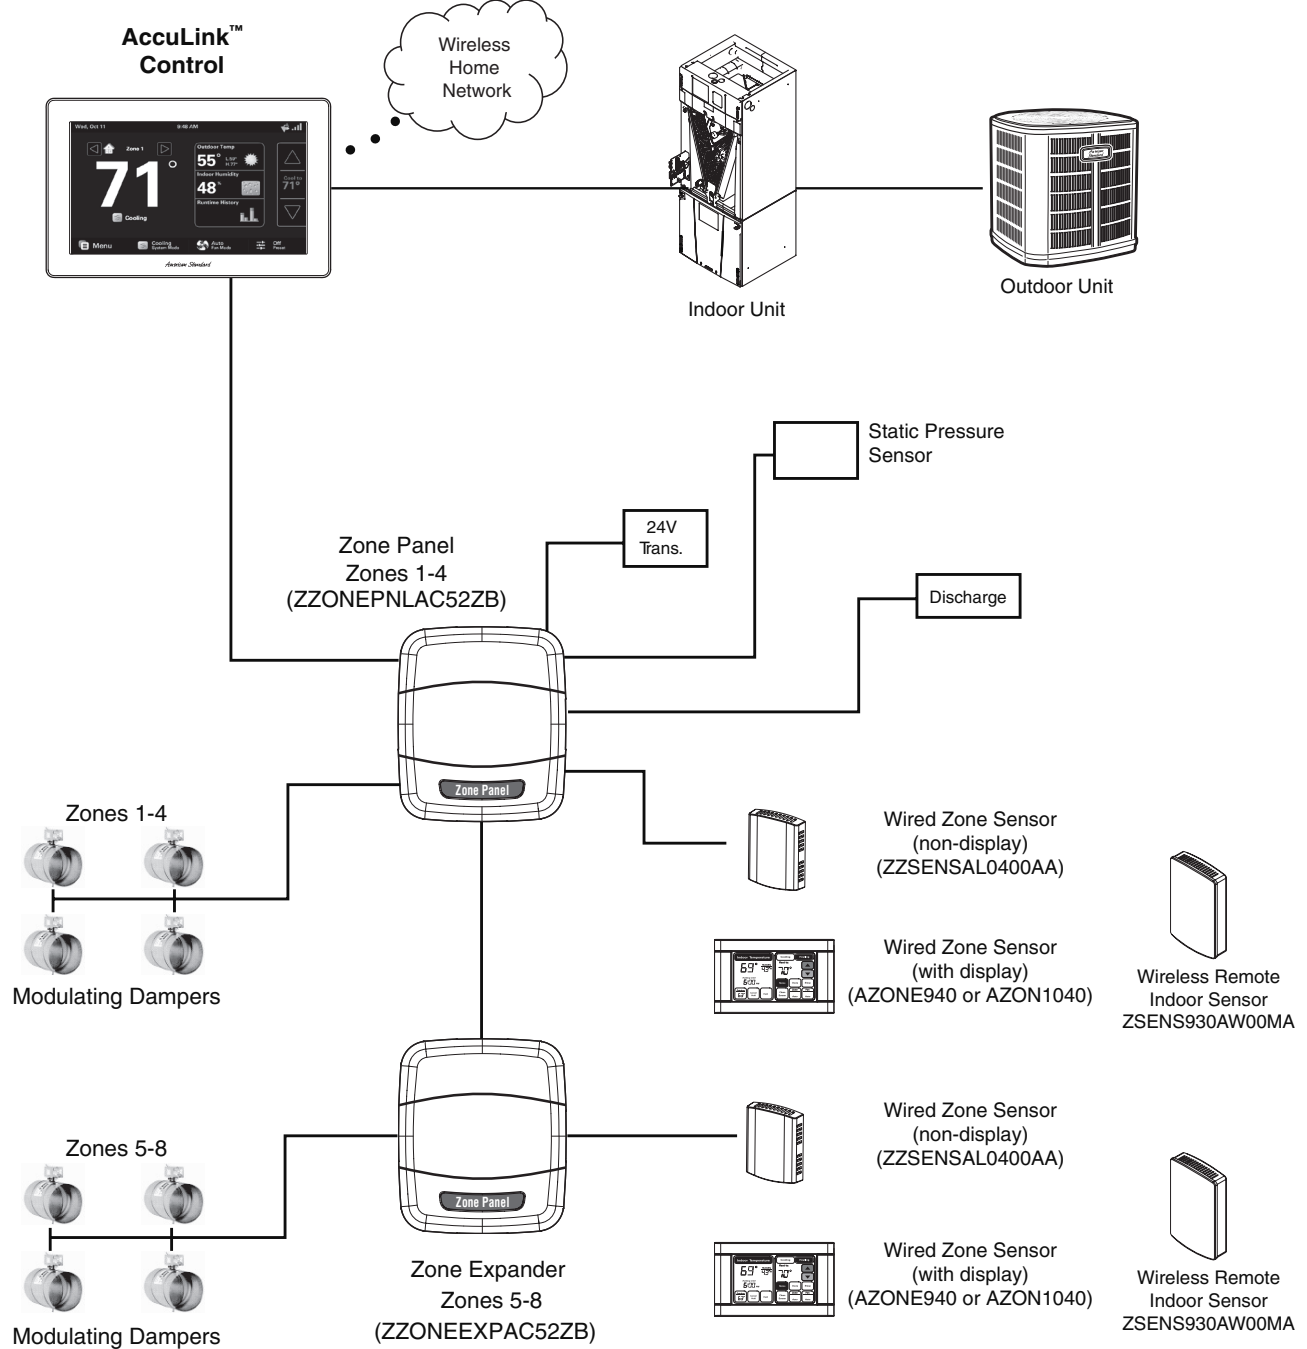 AccuLink™
Control
Wireless
Home
Network
Wed, Oct 11
9:48 AM
Zone 1
71°
Cooling
Outdoor Temp
55°
Indoor Humidity
48%
Runtime History
Cool to
71°
Menu
Cooling
System Mode
Auto
Fan Mode
Off
American Standard
Indoor Unit
Outdoor Unit
Static Pressure
Sensor
24V
Trans.
Discharge
Zone Panel
Zones 1-4
(ZZONEPNLAC52ZB)
Zone Panel
Zones 1-4
Modulating Dampers
Wired Zone Sensor
(non-display)
(ZZSENSAL0400AA)
Wired Zone Sensor
(with display)
(AZONE940 or AZON1040)
Wireless Remote
Indoor Sensor
ZSENS930AW00MA
Zones 5-8
Modulating Dampers
Zone Panel
Zone Expander
Zones 5-8
(ZZONEEXPAC52ZB)
Wired Zone Sensor
(non-display)
(ZZSENSAL0400AA)
Wired Zone Sensor
(with display)
(AZONE940 or AZON1040)
Wireless Remote
Indoor Sensor
ZSENS930AW00MA